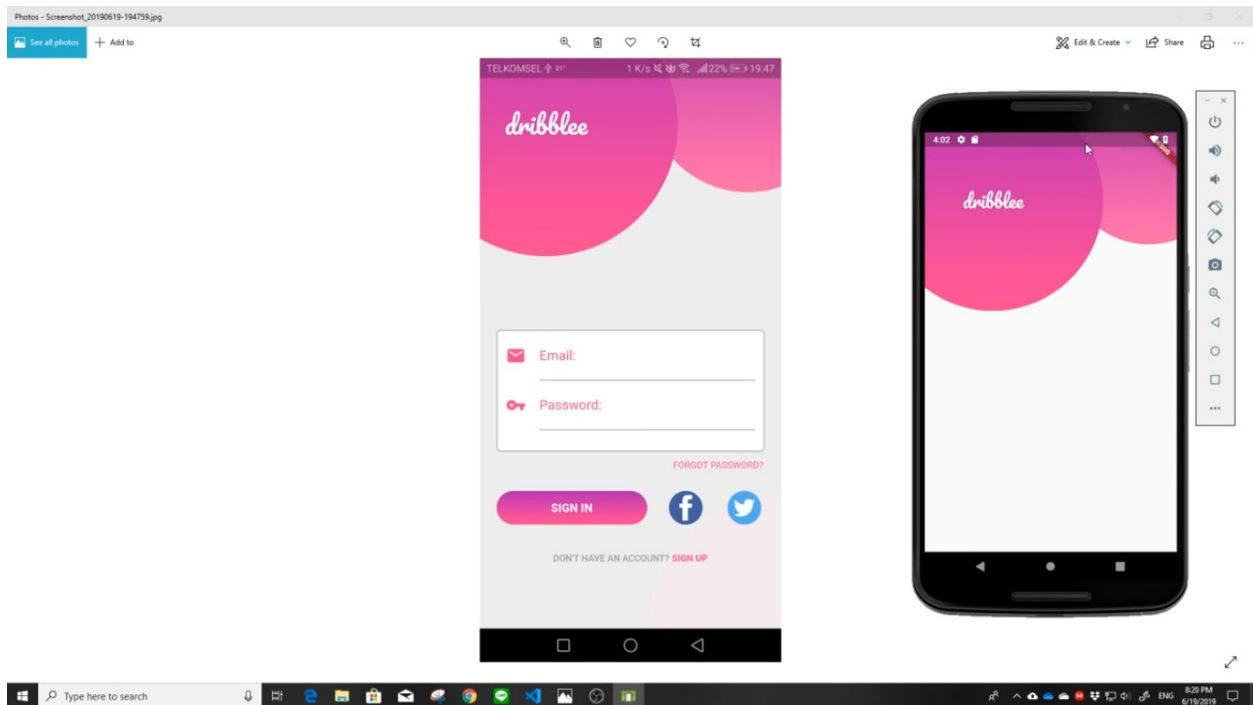 Photos - Screenshot_20190619-194759.jpg
See all photos
Add to
Edit & Create
Share
TELKOMSEL 21° 1 K/s 22% 19:47
dribblee
Email:
Password:
FORGOT PASSWORD?
SIGN IN
DON'T HAVE AN ACCOUNT? SIGN UP
4:02
dribblee
Type here to search
ENG
8:20 PM
6/19/2019